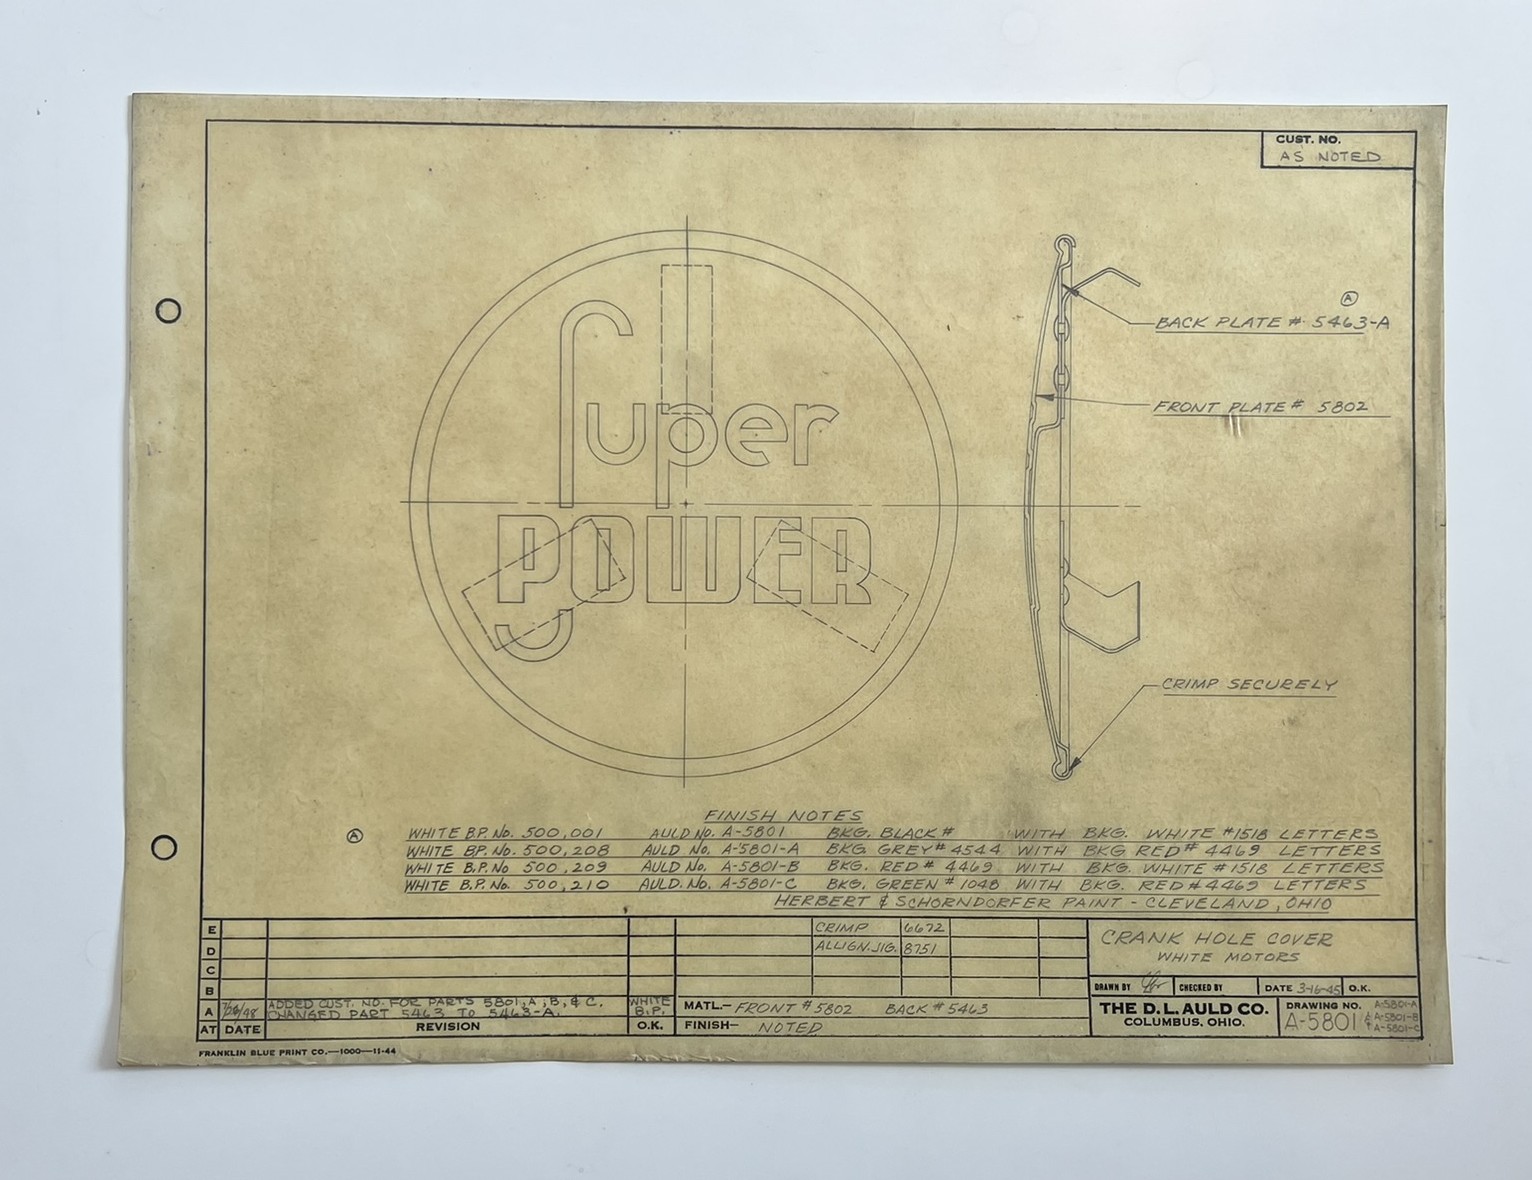 CUST. NO.
AS NOTED
Super
POWER
A
BACK PLATE # 5463-A
FRONT PLATE # 5802
CRIMP SECURELY
FINISH NOTES
A
WHITE B.P. No. 500,001 AULD No. A-5801 BKG. BLACK # WITH BKG. WHITE #1518 LETTERS
WHITE BP. No. 500,208 AULD No. A-5801-A BKG GREY # 4544 WITH BKG RED # 4469 LETTERS
WHITE B.P. No. 500,209 AULD No. A-5801-B BKG. RED # 4469 WITH BKG. WHITE #1518 LETTERS
WHITE B.P. No 500,210 AULD. No. A-5801-C BKG. GREEN # 1048 WITH BKG. RED #4469 LETTERS
HERBERT & SCHORNDORFER PAINT - CLEVELAND, OHIO
E
D
C
B
A ADDED CUST. NO. FOR PARTS 5801, A, B, & C. WHITE
CHANGED PART 5463 TO 5463-A. B.P.
AT DATE REVISION O.K.
CRIMP 6672
ALLIGN. JIG. 8751
MATL.— FRONT # 5802 BACK # 5463
FINISH— NOTED
CRANK HOLE COVER
WHITE MOTORS
DRAWN BY CHECKED BY DATE 3-16-45 O.K.
THE D. L. AULD CO.
COLUMBUS, OHIO.
DRAWING NO.
A-5801
A-5801-A
A-5801-B
& A-5801-C
FRANKLIN BLUE PRINT CO.—1000—11-44